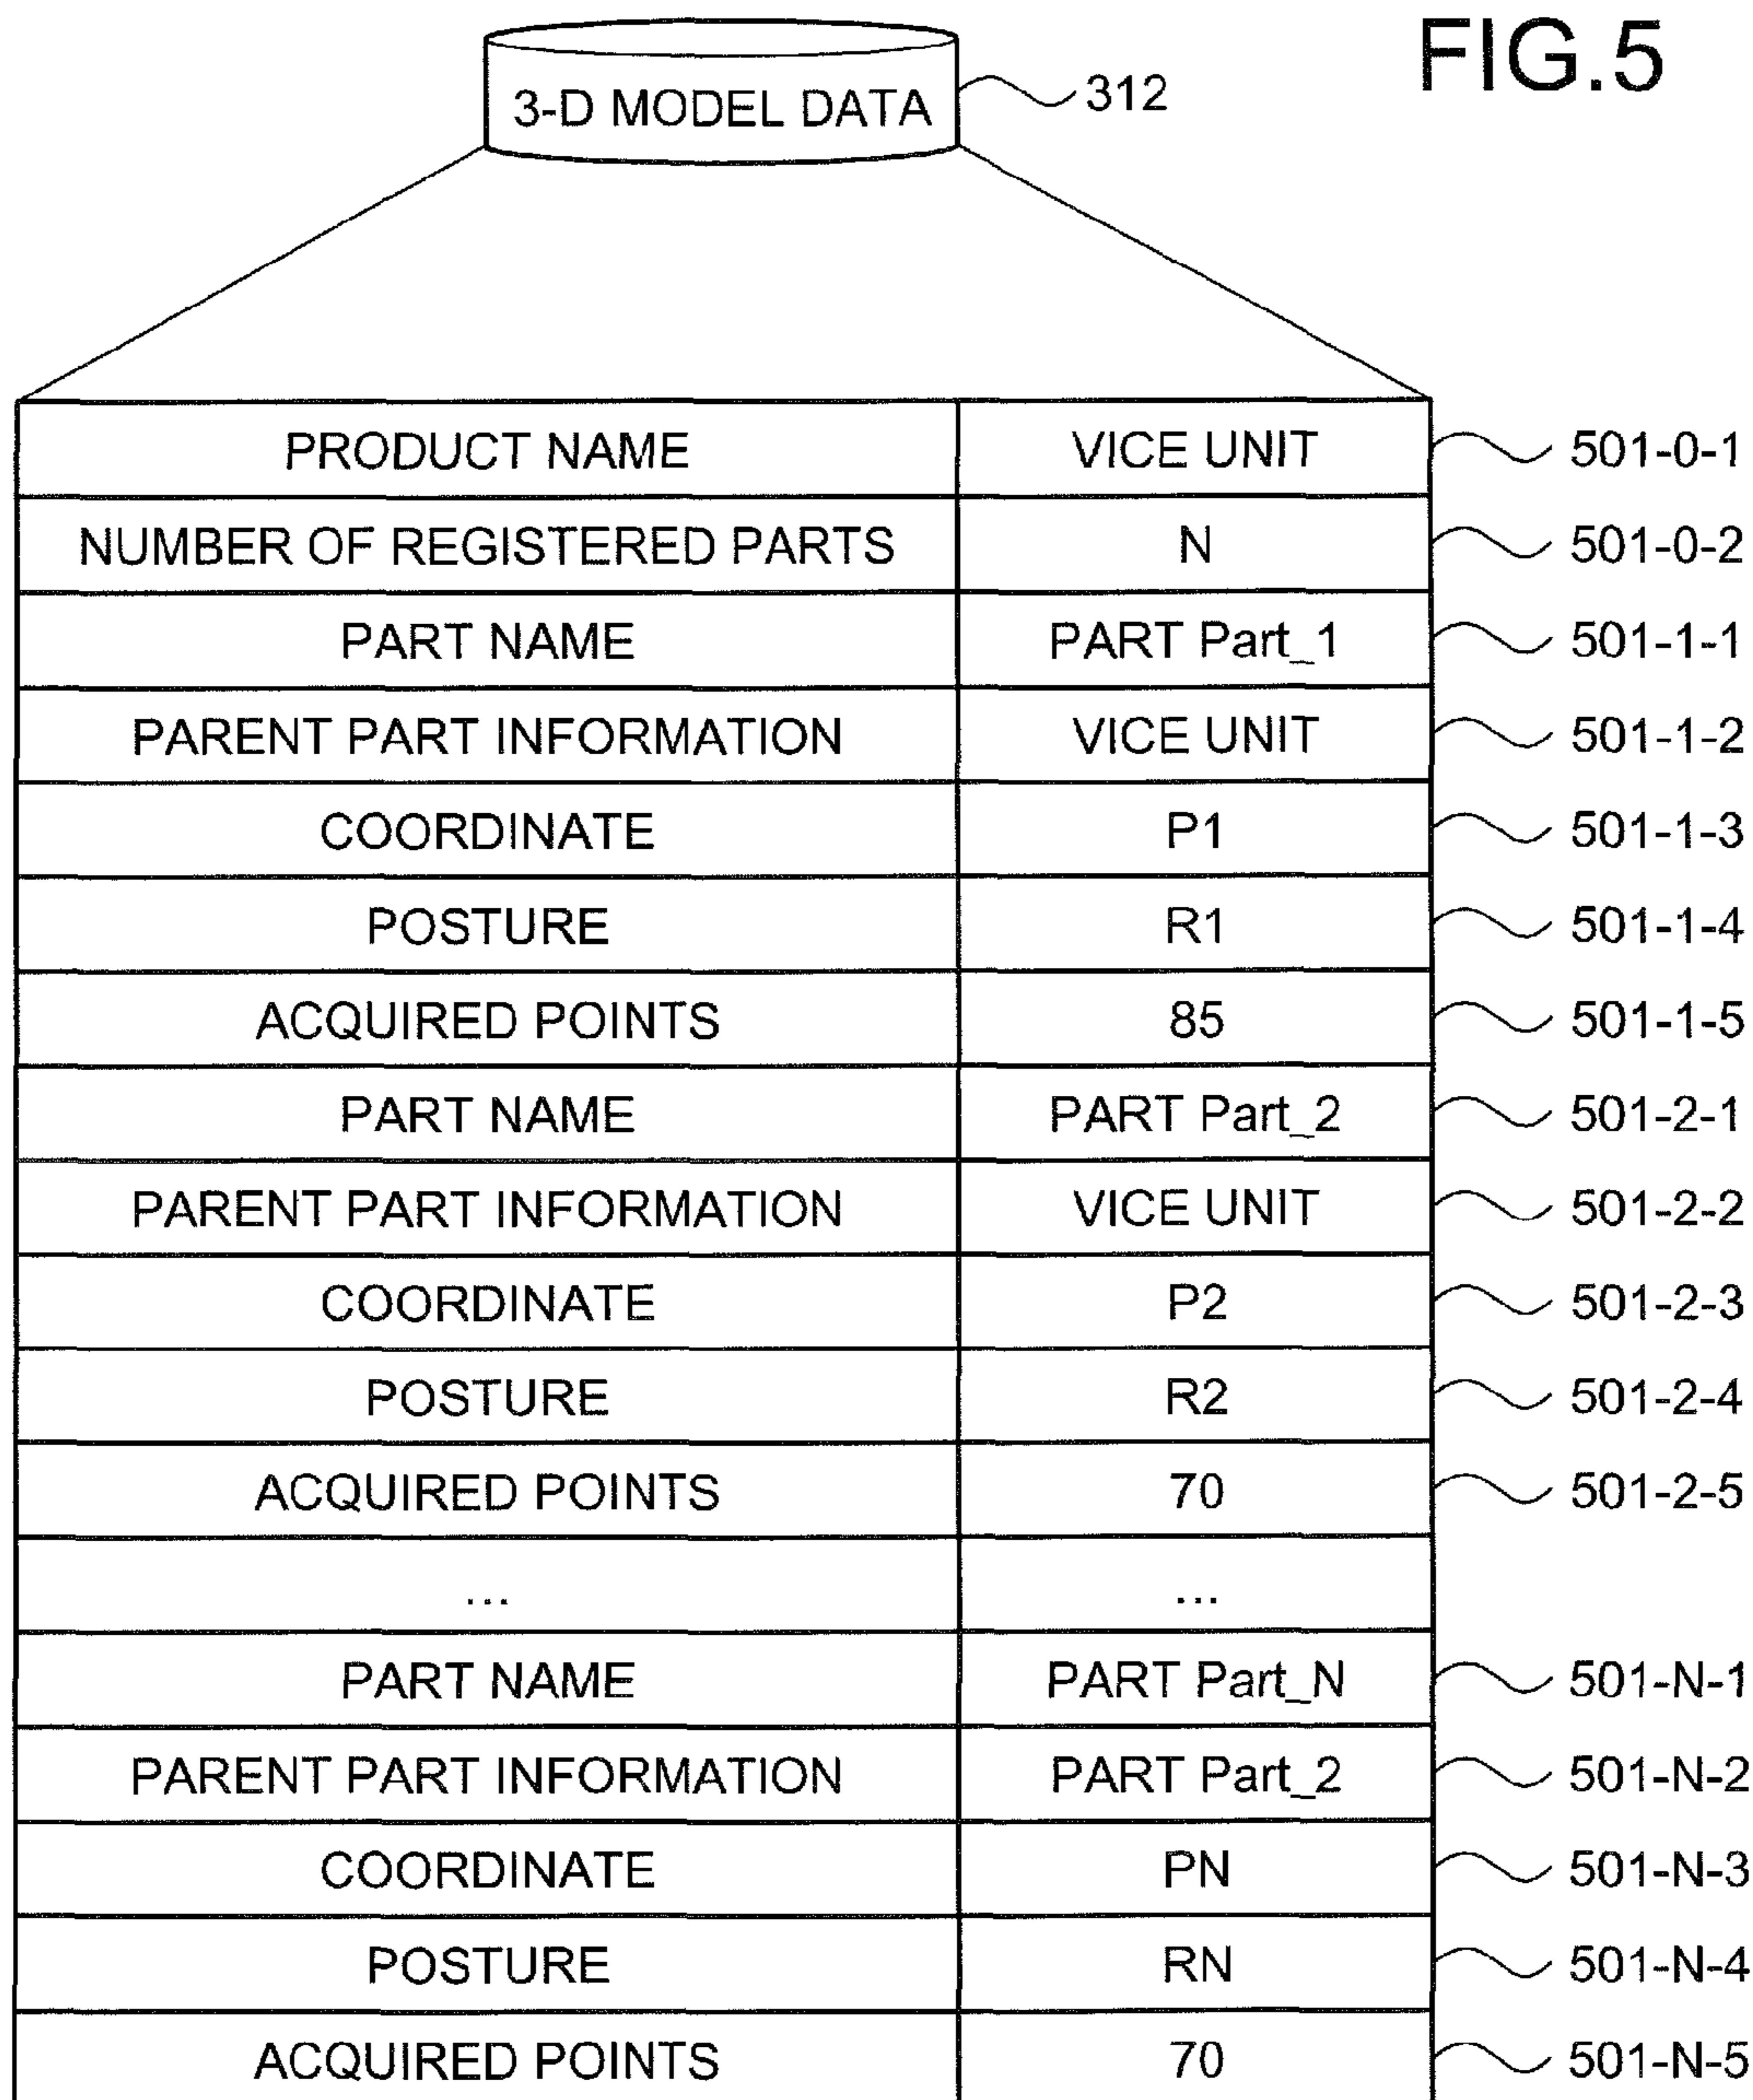 FIG.5
3-D MODEL DATA 312
PRODUCT NAME VICE UNIT 501-0-1
NUMBER OF REGISTERED PARTS N 501-0-2
PART NAME PART Part_1 501-1-1
PARENT PART INFORMATION VICE UNIT 501-1-2
COORDINATE P1 501-1-3
POSTURE R1 501-1-4
ACQUIRED POINTS 85 501-1-5
PART NAME PART Part_2 501-2-1
PARENT PART INFORMATION VICE UNIT 501-2-2
COORDINATE P2 501-2-3
POSTURE R2 501-2-4
ACQUIRED POINTS 70 501-2-5
... ...
PART NAME PART Part_N 501-N-1
PARENT PART INFORMATION PART Part_2 501-N-2
COORDINATE PN 501-N-3
POSTURE RN 501-N-4
ACQUIRED POINTS 70 501-N-5